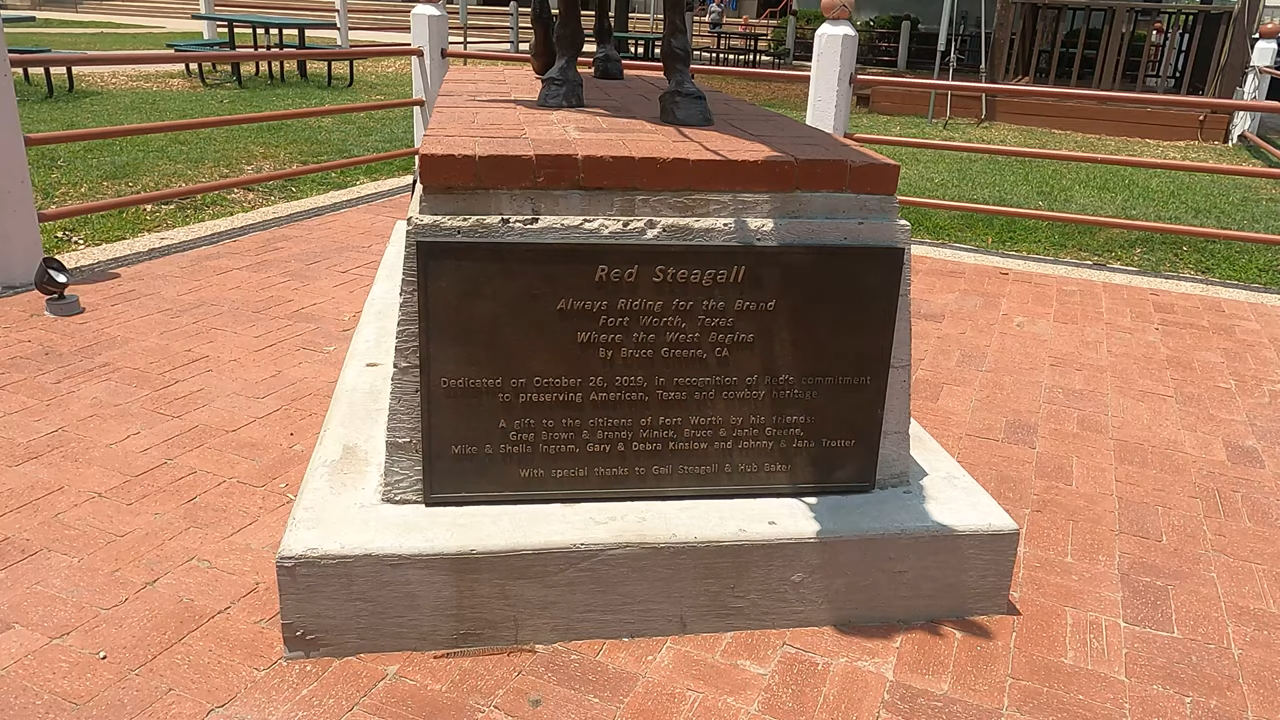 Red Steagall
Always Riding for the Brand
Fort Worth, Texas
Where the West Begins
By Bruce Greene, CA
Dedicated on October 26, 2019, in recognition of Red's commitment
to preserving American, Texas and cowboy heritage
A gift to the citizens of Fort Worth by his friends:
Greg Brown & Brandy Minick, Bruce & Janie Greene,
Mike & Sheila Ingram, Gary & Debra Kinslow and Johnny & Jana Trotter
With special thanks to Gail Steagall & Hub Baker